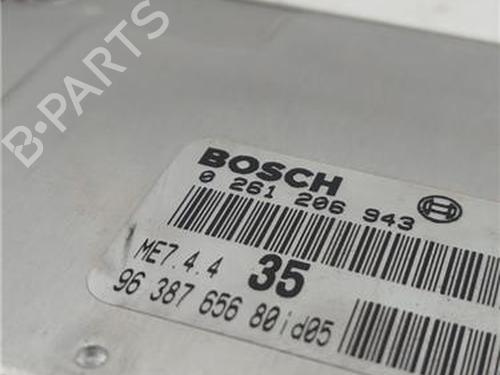 B-PARTS
BOSCH
0 261 206 943
ME7.4.4 35
96 387 656 80id05